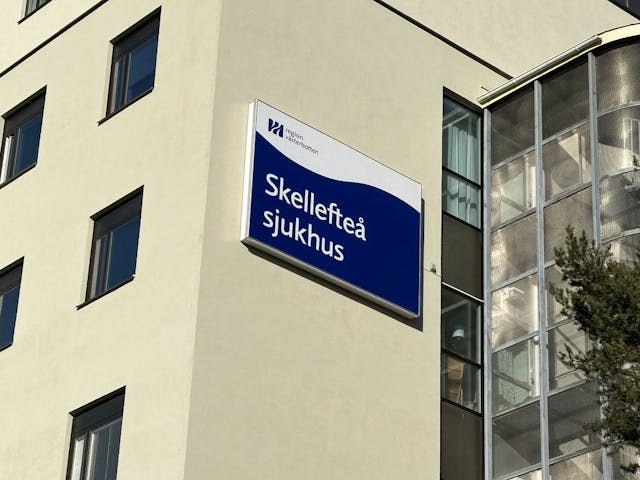 region
västerbotten
Skellefteå
sjukhus